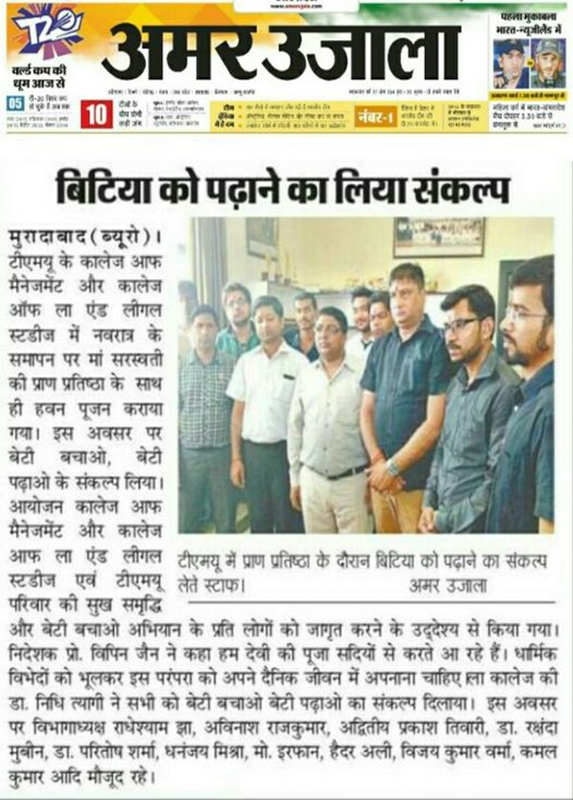 T20
वर्ल्ड कप की
धूम आज से
अमर उजाला
पहला मुकाबला
भारत-न्यूजीलैंड में
05
10
नंबर-1
बिटिया को पढ़ाने का लिया संकल्प
मुरादाबाद (ब्यूरो)।
टीएमयू के कालेज आफ
मैनेजमेंट और कालेज
ऑफ ला एंड लीगल
स्टडीज में नवरात्र के
समापन पर मां सरस्वती
की प्राण प्रतिष्ठा के साथ
ही हवन पूजन कराया
गया। इस अवसर पर
बेटी बचाओ, बेटी
पढ़ाओ के संकल्प लिया।
आयोजन कालेज आफ
मैनेजमेंट और कालेज
आफ ला एंड लीगल
स्टडीज एवं टीएमयू
परिवार की सुख समृद्धि
टीएमयू में प्राण प्रतिष्ठा के दौरान बिटिया को पढ़ाने का संकल्प
लेते स्टाफ। अमर उजाला
और बेटी बचाओ अभियान के प्रति लोगों को जागृत करने के उद्देश्य से किया गया।
निदेशक प्रो. विपिन जैन ने कहा हम देवी की पूजा सदियों से करते आ रहे हैं। धार्मिक
विभेदों को भूलकर इस परंपरा को अपने दैनिक जीवन में अपनाना चाहिए। ला कालेज की
डा. निधि त्यागी ने सभी को बेटी बचाओ बेटी पढ़ाओ का संकल्प दिलाया। इस अवसर
पर विभागाध्यक्ष राधेश्याम झा, अविनाश राजकुमार, अद्वितीय प्रकाश तिवारी, डा. रक्षंदा
मुबीन, डा. परितोष शर्मा, धनंजय मिश्रा, मो. इरफान, हैदर अली, विजय कुमार वर्मा, कमल
कुमार आदि मौजूद रहे।